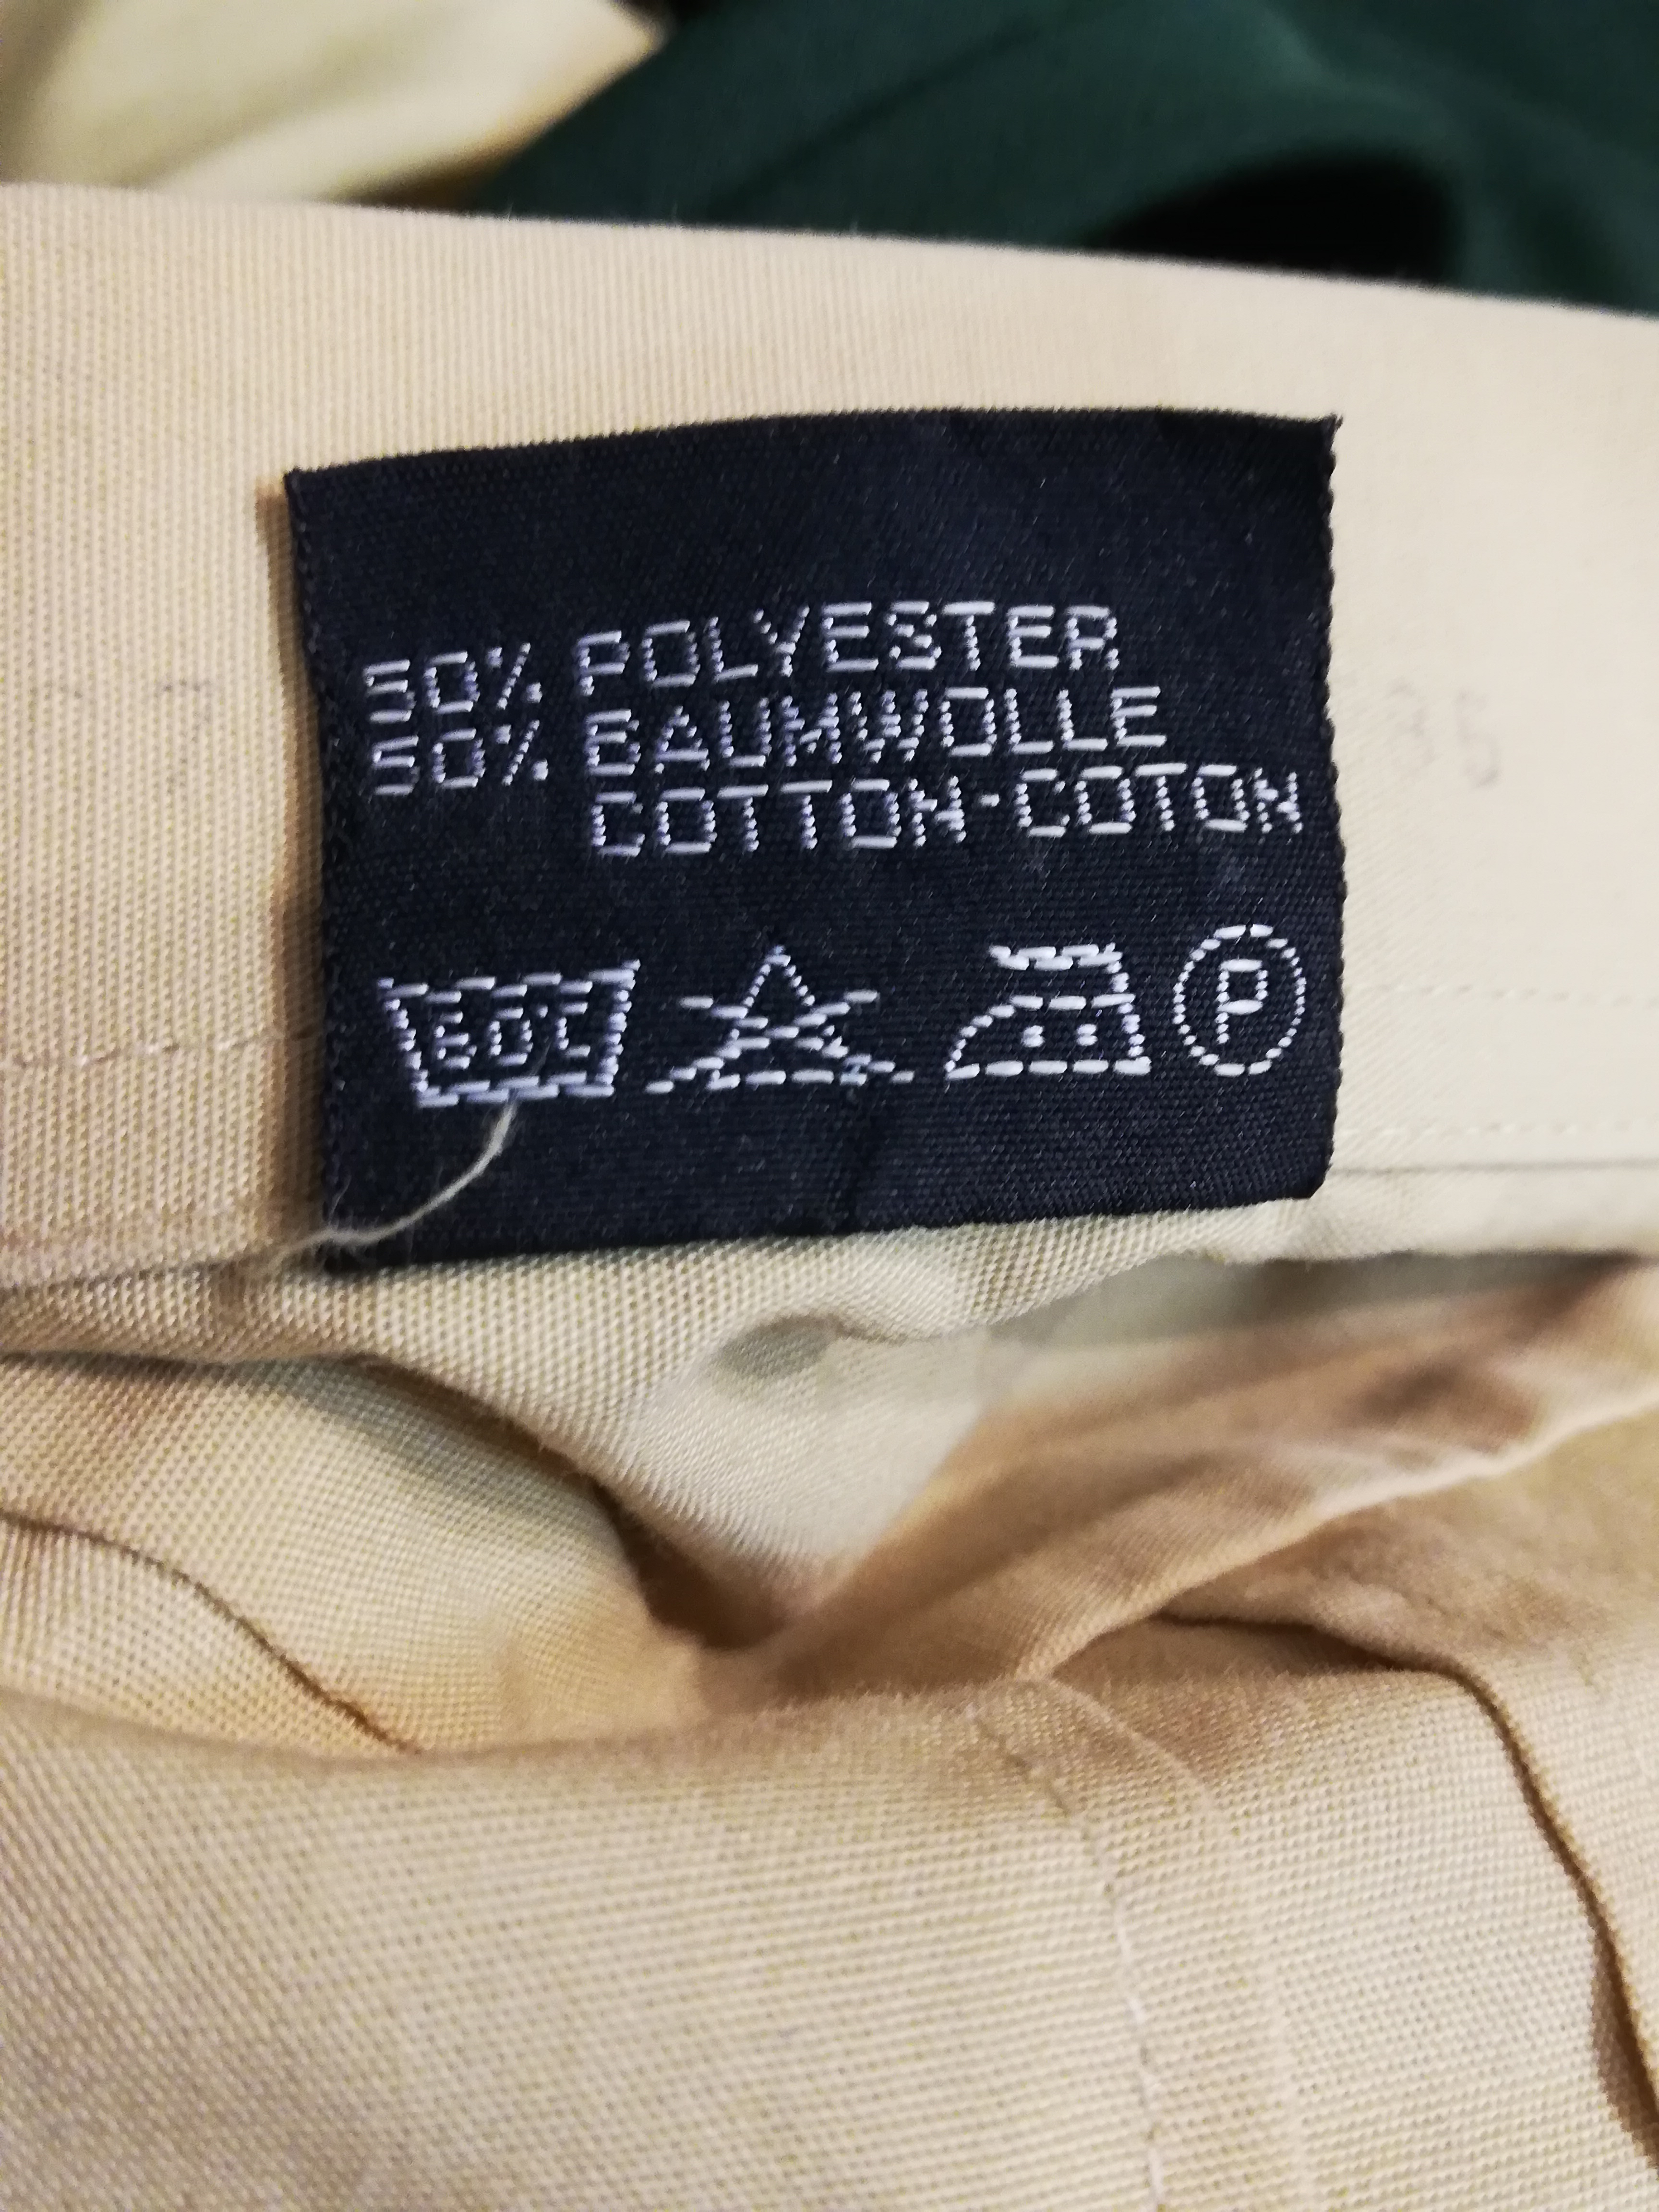 50% POLYESTER
50% BAUMWOLLE
COTTON-COTON
60°C P